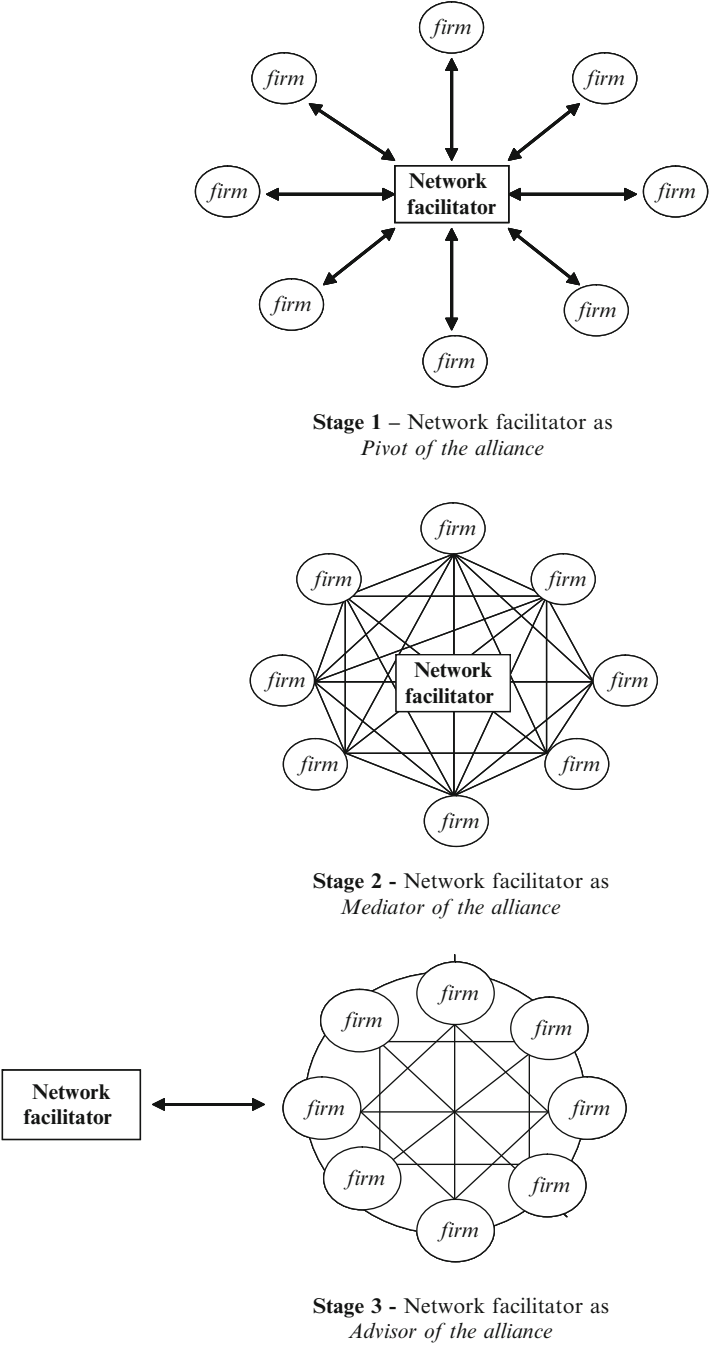 firm
firm
firm
firm
Network
facilitator
firm
firm
firm
firm
Stage 1 – Network facilitator as
Pivot of the alliance
firm
firm
firm
firm
Network
facilitator
firm
firm
firm
firm
Stage 2 - Network facilitator as
Mediator of the alliance
firm
firm
firm
Network
facilitator
firm
firm
firm
firm
firm
Stage 3 - Network facilitator as
Advisor of the alliance